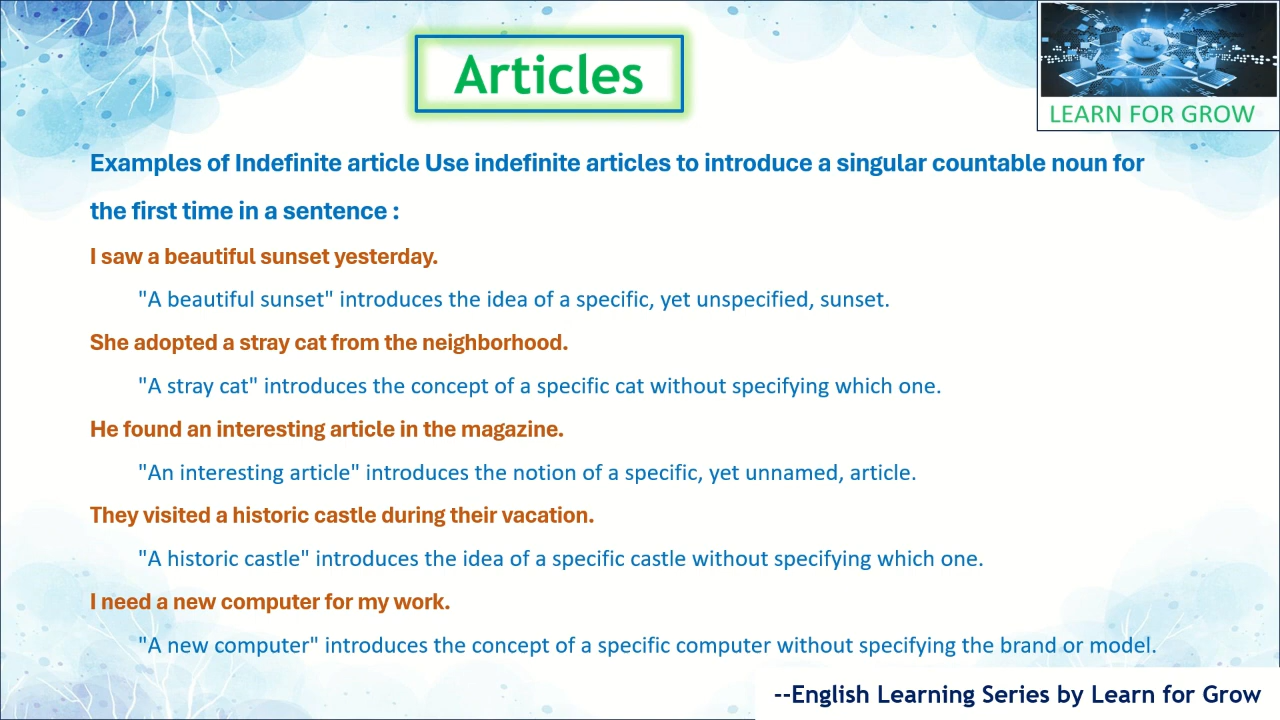 Articles
LEARN FOR GROW
Examples of Indefinite article Use indefinite articles to introduce a singular countable noun for
the first time in a sentence :
I saw a beautiful sunset yesterday.
"A beautiful sunset" introduces the idea of a specific, yet unspecified, sunset.
She adopted a stray cat from the neighborhood.
"A stray cat" introduces the concept of a specific cat without specifying which one.
He found an interesting article in the magazine.
"An interesting article" introduces the notion of a specific, yet unnamed, article.
They visited a historic castle during their vacation.
"A historic castle" introduces the idea of a specific castle without specifying which one.
I need a new computer for my work.
"A new computer" introduces the concept of a specific computer without specifying the brand or model.
--English Learning Series by Learn for Grow